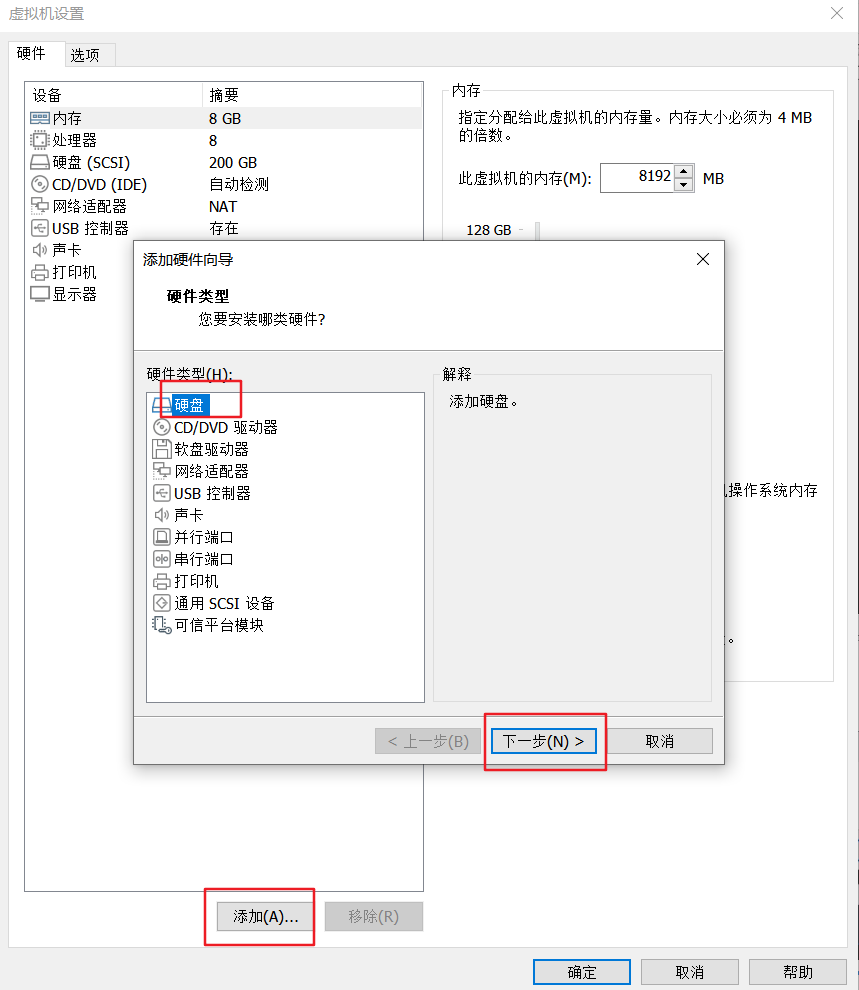 虚拟机设置
硬件
选项
设备 摘要
内存 8 GB
处理器 8
硬盘 (SCSI) 200 GB
CD/DVD (IDE) 自动检测
网络适配器 NAT
USB 控制器 存在
声卡
打印机
显示器
内存
指定分配给此虚拟机的内存量。内存大小必须为 4 MB
的倍数。
此虚拟机的内存(M): 8192 MB
128 GB
添加硬件向导
硬件类型
您要安装哪类硬件?
硬件类型(H):
硬盘
CD/DVD 驱动器
软盘驱动器
网络适配器
USB 控制器
声卡
并行端口
串行端口
打印机
通用 SCSI 设备
可信平台模块
解释
添加硬盘。
操作系统内存
。
< 上一步(B)
下一步(N) >
取消
添加(A)...
移除(R)
确定
取消
帮助